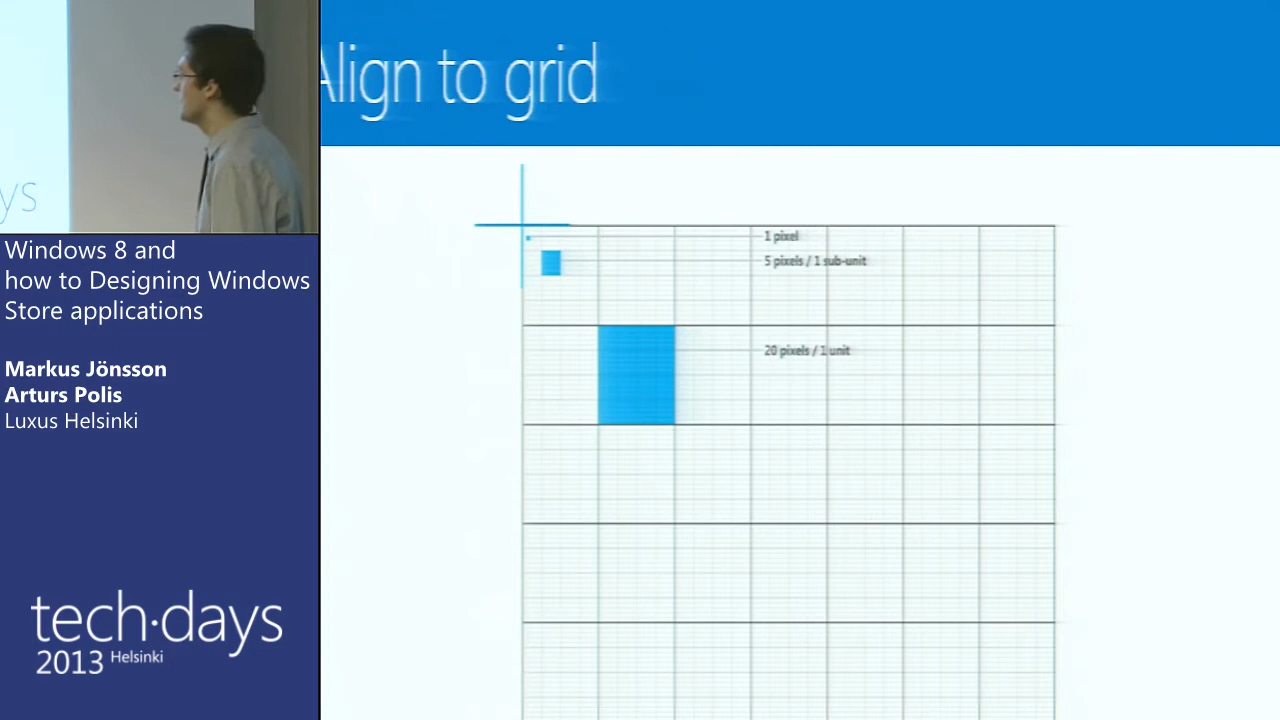 Align to grid
1 pixel
5 pixels / 1 sub-unit
20 pixels / 1 unit
ys
Windows 8 and
how to Designing Windows
Store applications
Markus Jönsson
Arturs Polis
Luxus Helsinki
tech·days
2013 Helsinki